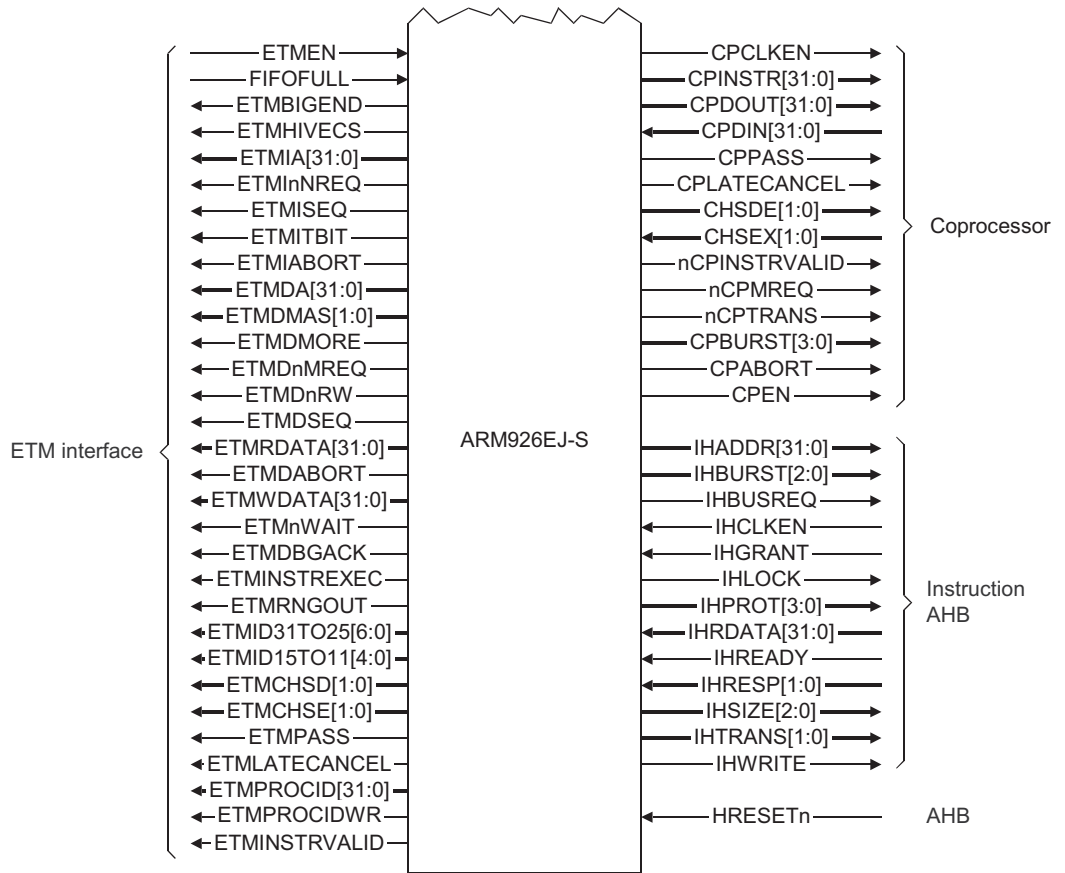 ETMEN
FIFOFULL
ETMBIGEND
ETMHIVECS
ETMIA[31:0]
ETMInNREQ
ETMISEQ
ETMITBIT
ETMIABORT
ETMDA[31:0]
ETMDMAS[1:0]
ETMDMORE
ETMDnMREQ
ETMDnRW
ETMDSEQ
ETMRDATA[31:0]
ETMDABORT
ETMWDATA[31:0]
ETMnWAIT
ETMDBGACK
ETMINSTREXEC
ETMRNGOUT
ETMID31TO25[6:0]
ETMID15TO11[4:0]
ETMCHSD[1:0]
ETMCHSE[1:0]
ETMPASS
ETMLATECANCEL
ETMPROCID[31:0]
ETMPROCIDWR
ETMINSTRVALID
ETM interface
ARM926EJ-S
CPCLKEN
CPINSTR[31:0]
CPDOUT[31:0]
CPDIN[31:0]
CPPASS
CPLATECANCEL
CHSDE[1:0]
CHSEX[1:0]
nCPINSTRVALID
nCPMREQ
nCPTRANS
CPBURST[3:0]
CPABORT
CPEN
Coprocessor
IHADDR[31:0]
IHBURST[2:0]
IHBUSREQ
IHCLKEN
IHGRANT
IHLOCK
IHPROT[3:0]
IHRDATA[31:0]
IHREADY
IHRESP[1:0]
IHSIZE[2:0]
IHTRANS[1:0]
IHWRITE
Instruction
AHB
HRESETn
AHB